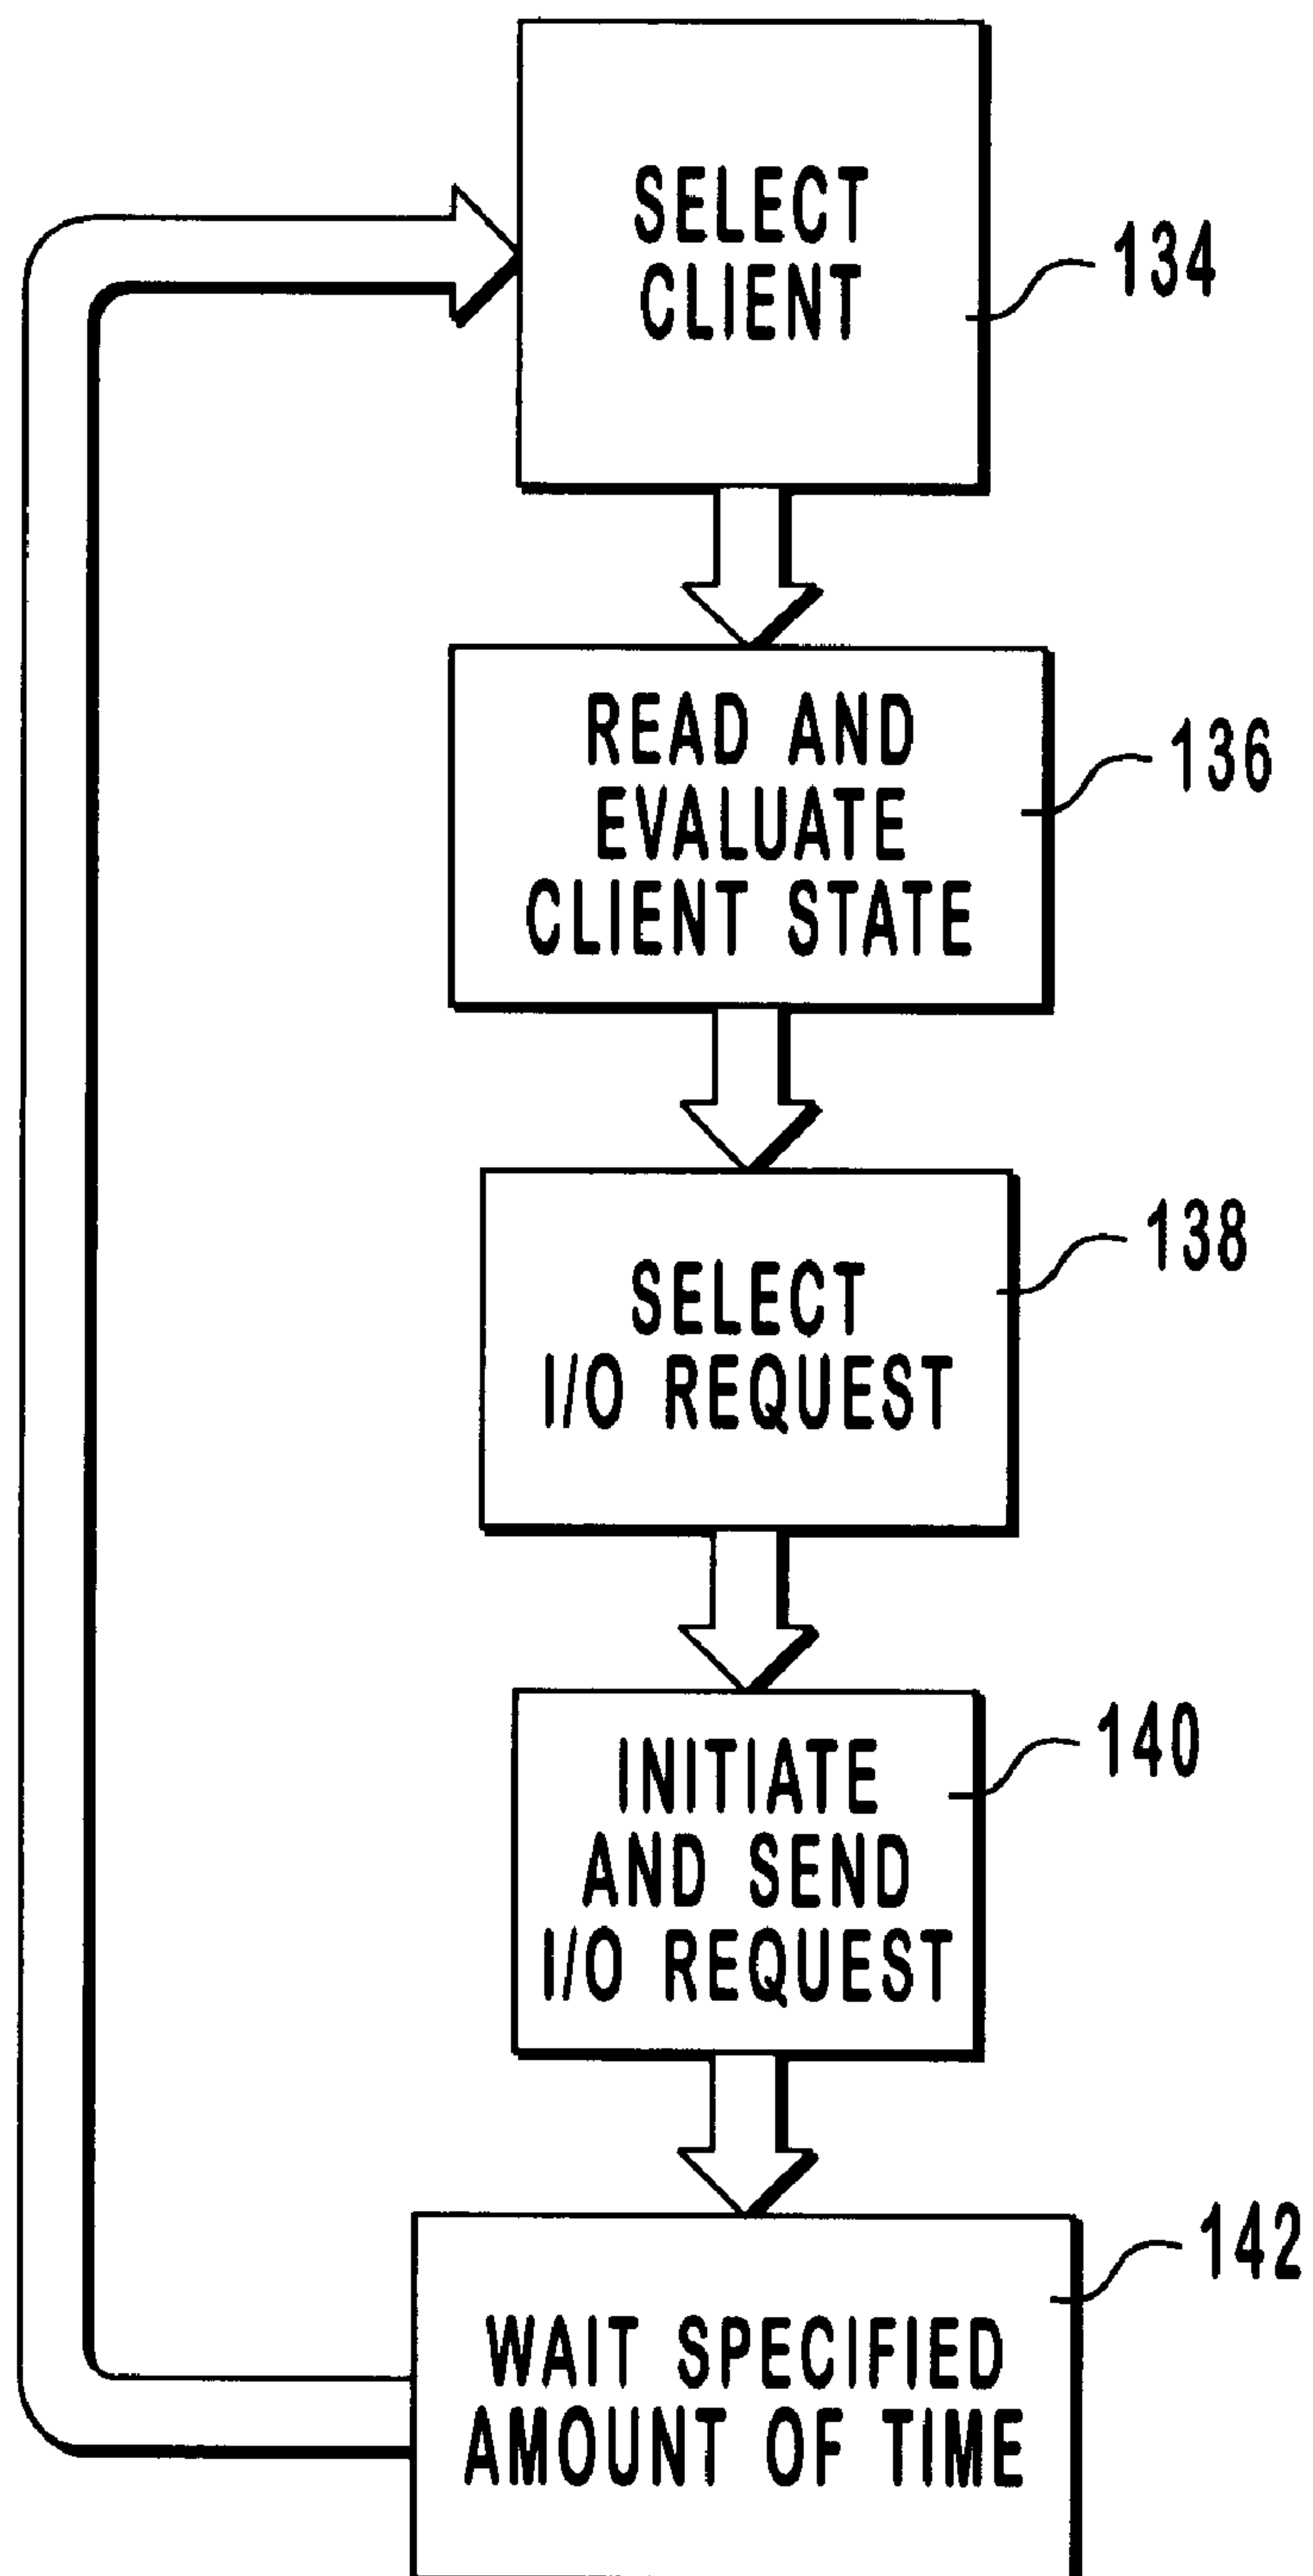 SELECT
CLIENT
134
READ AND
EVALUATE
CLIENT STATE
136
SELECT
I/O REQUEST
138
INITIATE
AND SEND
I/O REQUEST
140
WAIT SPECIFIED
AMOUNT OF TIME
142